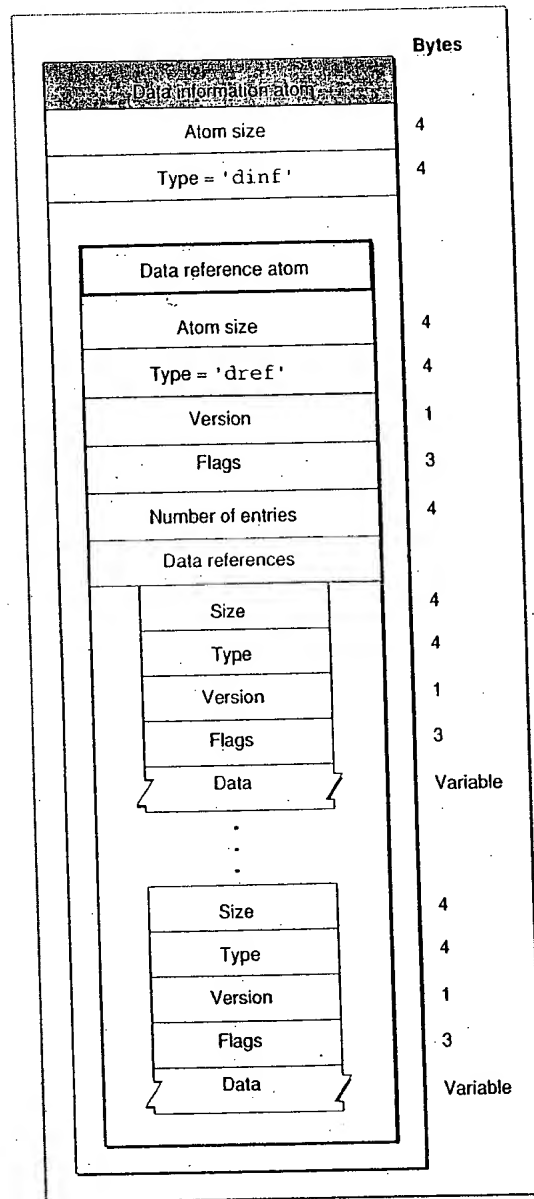 Bytes
Data information atom
Atom size 4
Type = 'dinf' 4
Data reference atom
Atom size 4
Type = 'dref' 4
Version 1
Flags 3
Number of entries 4
Data references
Size 4
Type 4
Version 1
Flags 3
Data Variable
Size 4
Type 4
Version 1
Flags 3
Data Variable